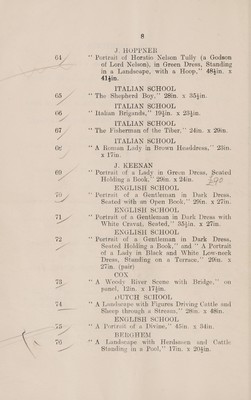 8
J. HOPPNER
64 " Portrait of Horatio Nelson Tully (a Godson
of Lord Nelson), in Green Dress, Standing
in a Landscape, with a Hoop," 48½in. x
41½in.
ITALIAN SCHOOL
65 " The Shepherd Boy," 28in. x 35½in.
ITALIAN SCHOOL
66 " Italian Brigands," 19½in. x 23½in.
ITALIAN SCHOOL
67 " The Fisherman of the Tiber," 24in. x 29in.
ITALIAN SCHOOL
68 " A Roman Lady in Brown Headdress," 23in.
x 17in.
J. KEENAN
69 " Portrait of a Lady in Green Dress, Seated
Holding a Book," 29in. x 24in.
ENGLISH SCHOOL
70 " Portrait of a Gentleman in Dark Dress,
Seated with an Open Book," 29in. x 27in.
ENGLISH SCHOOL
71 " Portrait of a Gentleman in Dark Dress with
White Cravat, Seated," 35½in. x 27in.
ENGLISH SCHOOL
72 " Portrait of a Gentleman in Dark Dress,
Seated Holding a Book," and " A Portrait
of a Lady in Black and White Low-neck
Dress, Standing on a Terrace," 29in. x
27in. (pair)
COX
73 " A Woody River Scene with Bridge," on
panel, 12in. x 17½in.
DUTCH SCHOOL
74 " A Landscape with Figures Driving Cattle and
Sheep through a Stream," 28in. x 48in.
ENGLISH SCHOOL
75 " A Portrait of a Divine," 45in. x 34in.
BERGHEM
76 " A Landscape with Herdsmen and Cattle
Standing in a Pool," 17in. x 20½in.